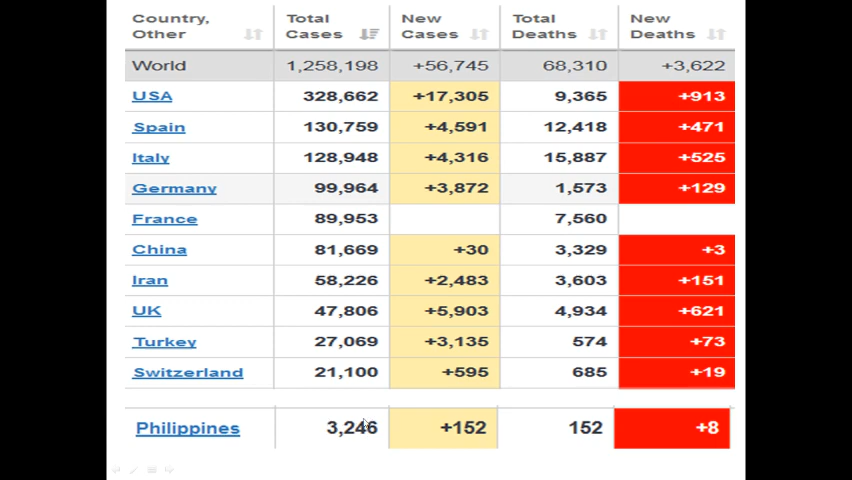 Country, Other Total Cases New Cases Total Deaths New Deaths
World 1,258,198 +56,745 68,310 +3,622
USA 328,662 +17,305 9,365 +913
Spain 130,759 +4,591 12,418 +471
Italy 128,948 +4,316 15,887 +525
Germany 99,964 +3,872 1,573 +129
France 89,953 7,560
China 81,669 +30 3,329 +3
Iran 58,226 +2,483 3,603 +151
UK 47,806 +5,903 4,934 +621
Turkey 27,069 +3,135 574 +73
Switzerland 21,100 +595 685 +19
Philippines 3,246 +152 152 +8